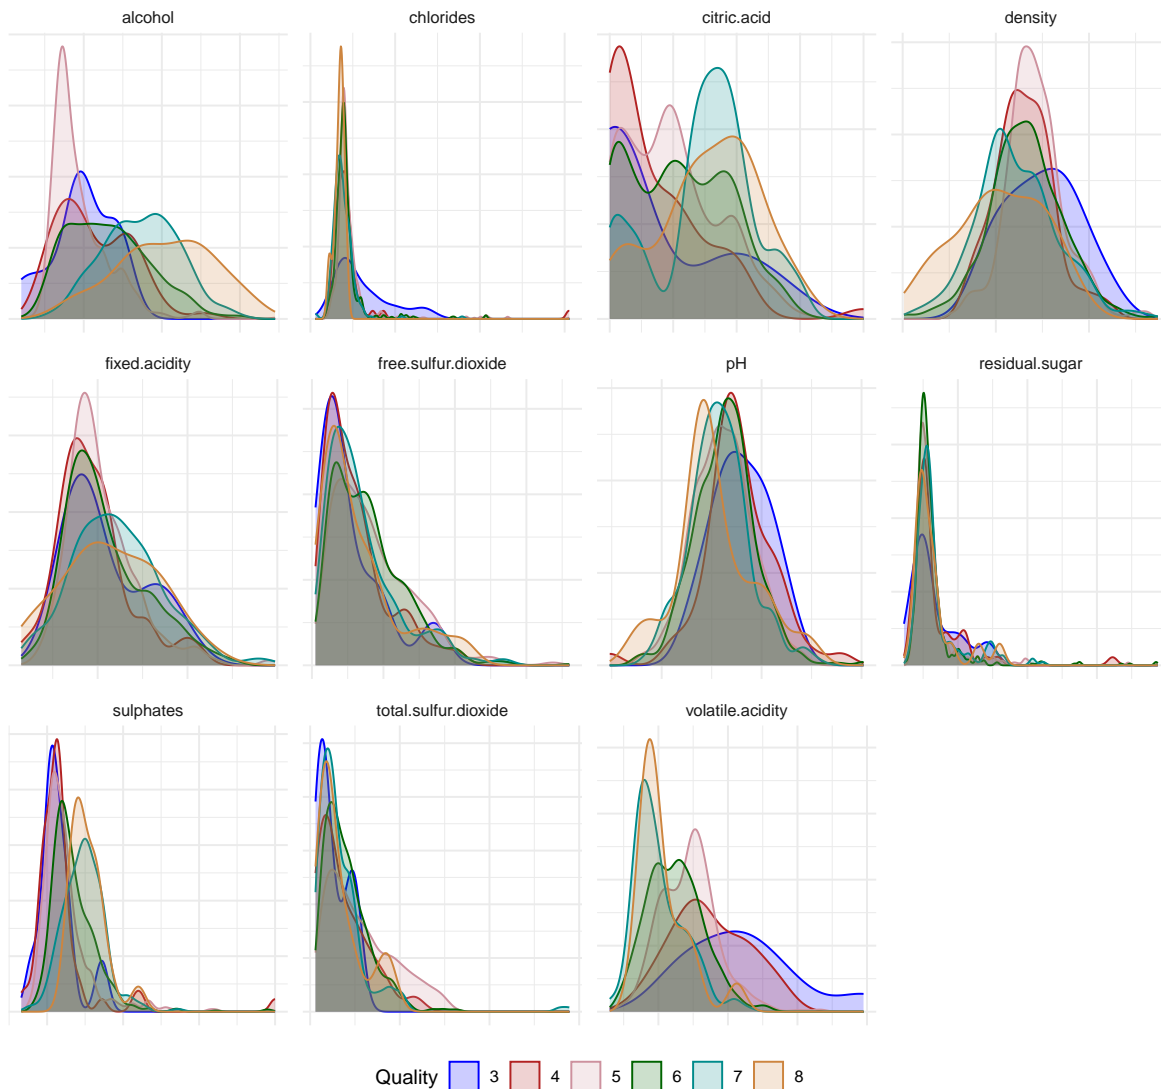 alcohol
chlorides
citric.acid
density
fixed.acidity
free.sulfur.dioxide
pH
residual.sugar
sulphates
total.sulfur.dioxide
volatile.acidity
Quality 3 4 5 6 7 8